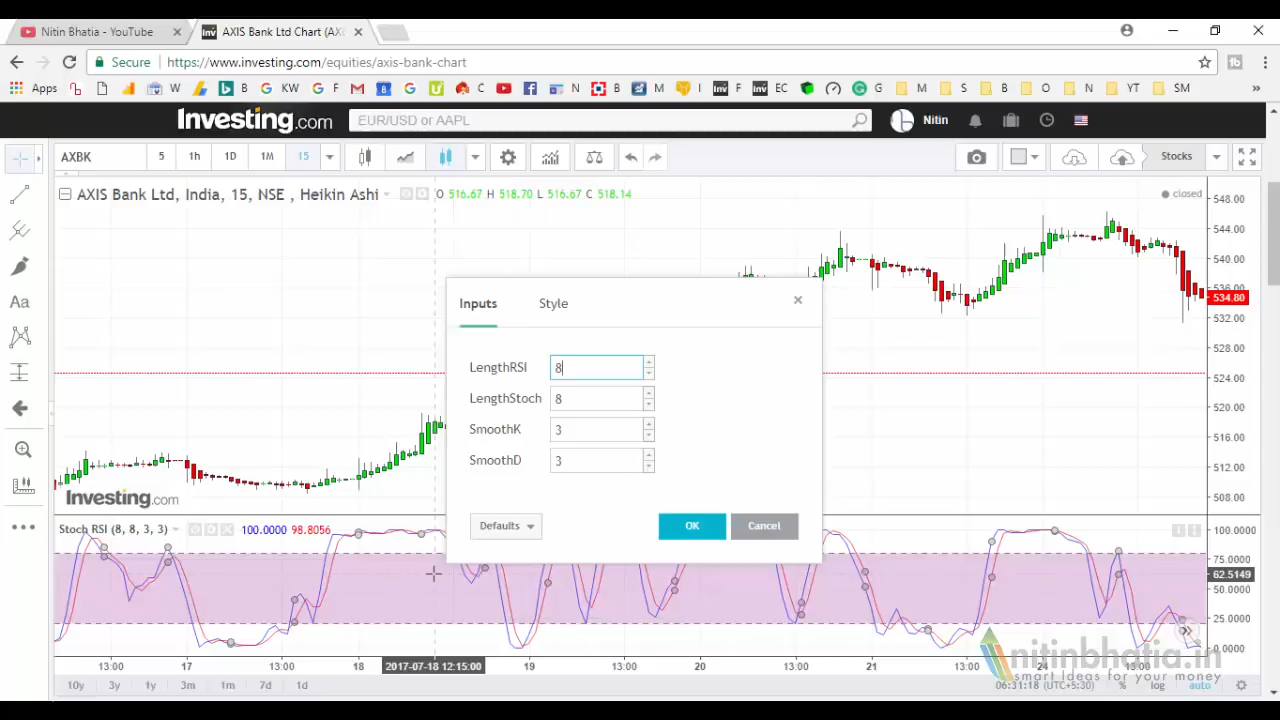 Nitin Bhatia - YouTube
AXIS Bank Ltd Chart (AX
Secure
https://www.investing.com/equities/axis-bank-chart
Apps W B KW F C N B M I F EC G M S B O N YT SM »
Investing.com
EUR/USD or AAPL
Nitin
AXBK 5 1h 1D 1M 15
Stocks
AXIS Bank Ltd, India, 15, NSE , Heikin Ashi
O 516.67 H 518.70 L 516.67 C 518.14
closed
548.00
544.00
540.00
536.00
534.80
532.00
528.00
524.00
520.00
516.00
512.00
508.00
Inputs Style
LengthRSI 8
LengthStoch 8
SmoothK 3
SmoothD 3
Defaults OK Cancel
Investing.com
Stoch RSI (8, 8, 3, 3) 100.0000 98.8056
100.0000
75.0000
62.5149
50.0000
25.0000
0.0000
13:00 17 13:00 18 2017-07-18 12:15:00 19 13:00 20 13:00 21 13:00 24 13:00
nitinbhatia.in
smart Ideas for your money
10y 3y 1y 3m 1m 7d 1d
06:31:18 (UTC+5:30) % log auto